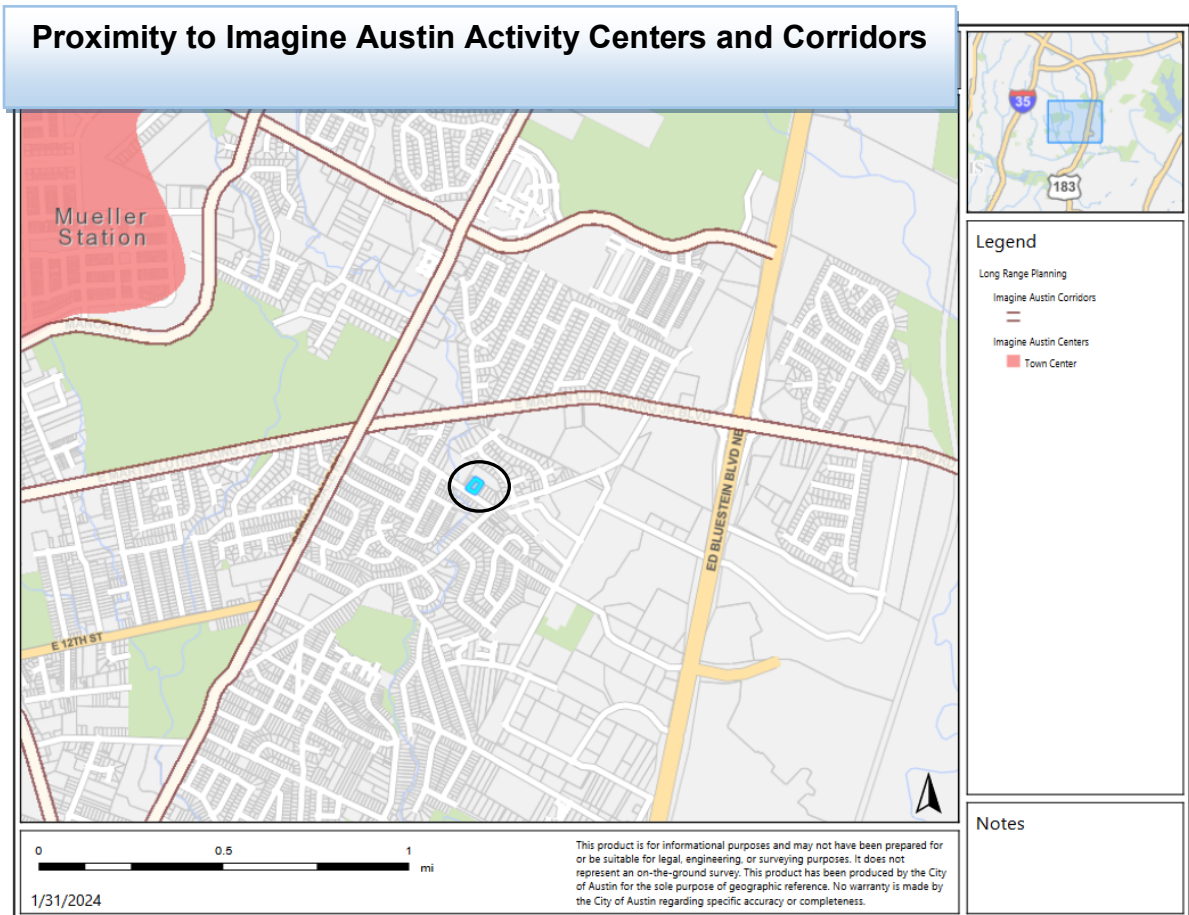 Proximity to Imagine Austin Activity Centers and Corridors
35
183
Mueller
Station
E MARTIN LUTHER KING JR BLVD
ED BLUESTEIN BLVD NB
E 12TH ST
Legend
Long Range Planning
Imagine Austin Corridors
Imagine Austin Centers
Town Center
Notes
0 0.5 1
mi
1/31/2024
This product is for informational purposes and may not have been prepared for
or be suitable for legal, engineering, or surveying purposes. It does not
represent an on-the-ground survey. This product has been produced by the City
of Austin for the sole purpose of geographic reference. No warranty is made by
the City of Austin regarding specific accuracy or completeness.